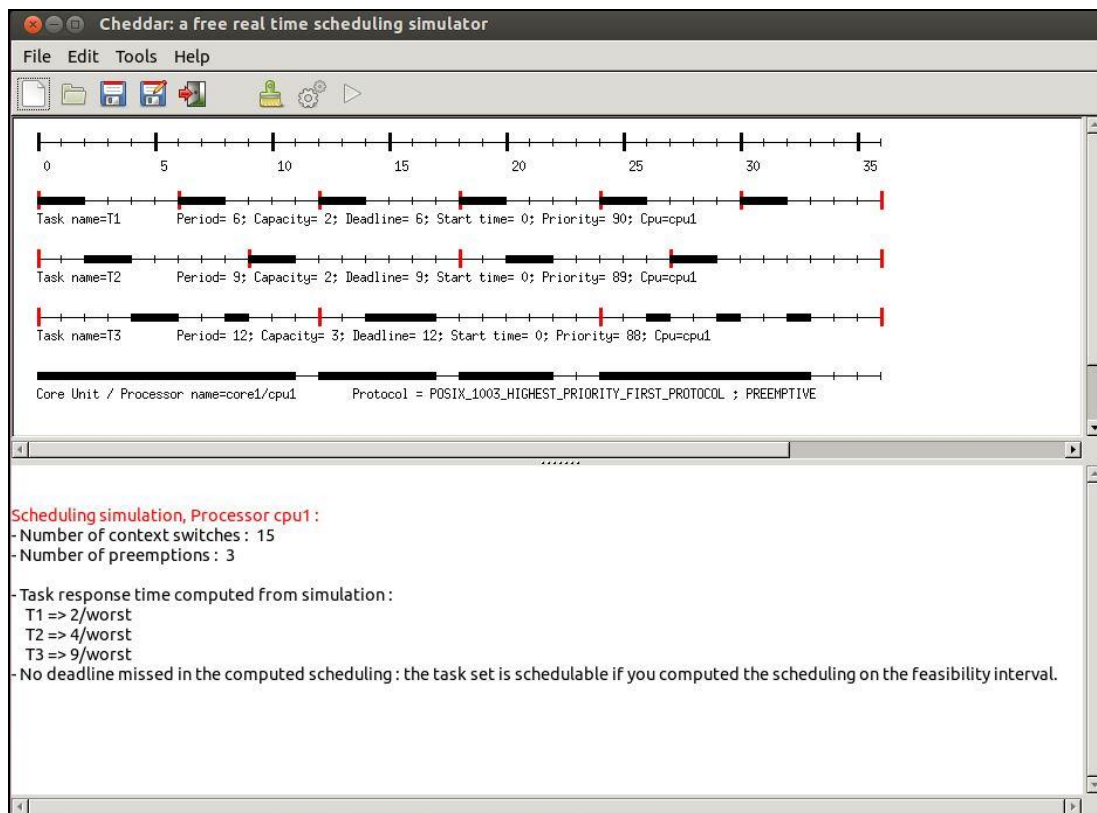 Cheddar: a free real time scheduling simulator
File Edit Tools Help
0 5 10 15 20 25 30 35
Task name=T1 Period= 6; Capacity= 2; Deadline= 6; Start time= 0; Priority= 90; Cpu=cpu1
Task name=T2 Period= 9; Capacity= 2; Deadline= 9; Start time= 0; Priority= 89; Cpu=cpu1
Task name=T3 Period= 12; Capacity= 3; Deadline= 12; Start time= 0; Priority= 88; Cpu=cpu1
Core Unit / Processor name=core1/cpu1 Protocol = POSIX_1003_HIGHEST_PRIORITY_FIRST_PROTOCOL ; PREEMPTIVE
Scheduling simulation, Processor cpu1 :
- Number of context switches : 15
- Number of preemptions : 3
- Task response time computed from simulation :
T1 => 2/worst
T2 => 4/worst
T3 => 9/worst
- No deadline missed in the computed scheduling : the task set is schedulable if you computed the scheduling on the feasibility interval.